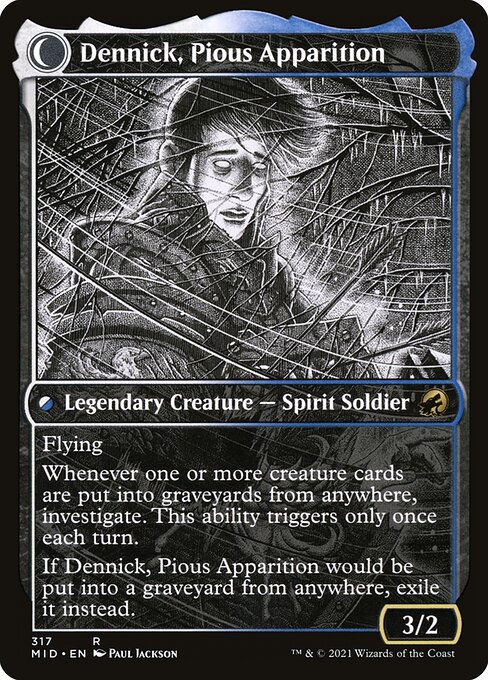 Dennick, Pious Apparition
Legendary Creature — Spirit Soldier
Flying
Whenever one or more creature cards
are put into graveyards from anywhere,
investigate. This ability triggers only once
each turn.
If Dennick, Pious Apparition would be
put into a graveyard from anywhere, exile
it instead.
3/2
317 R
MID • EN Paul Jackson
™ & © 2021 Wizards of the Coast